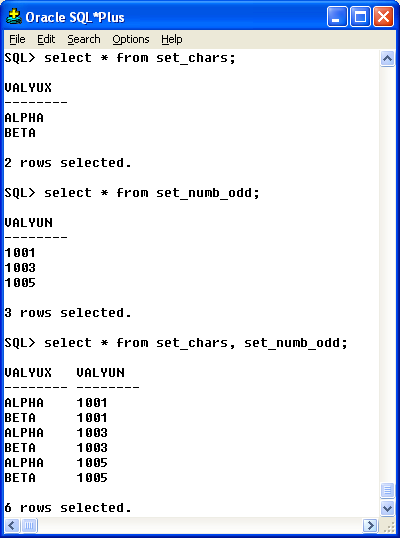 Oracle SQL*Plus
File Edit Search Options Help
SQL> select * from set_chars;
VALYUX
--------
ALPHA
BETA
2 rows selected.
SQL> select * from set_numb_odd;
VALYUN
--------
1001
1003
1005
3 rows selected.
SQL> select * from set_chars, set_numb_odd;
VALYUX   VALYUN
-------- --------
ALPHA    1001
BETA     1001
ALPHA    1003
BETA     1003
ALPHA    1005
BETA     1005
6 rows selected.